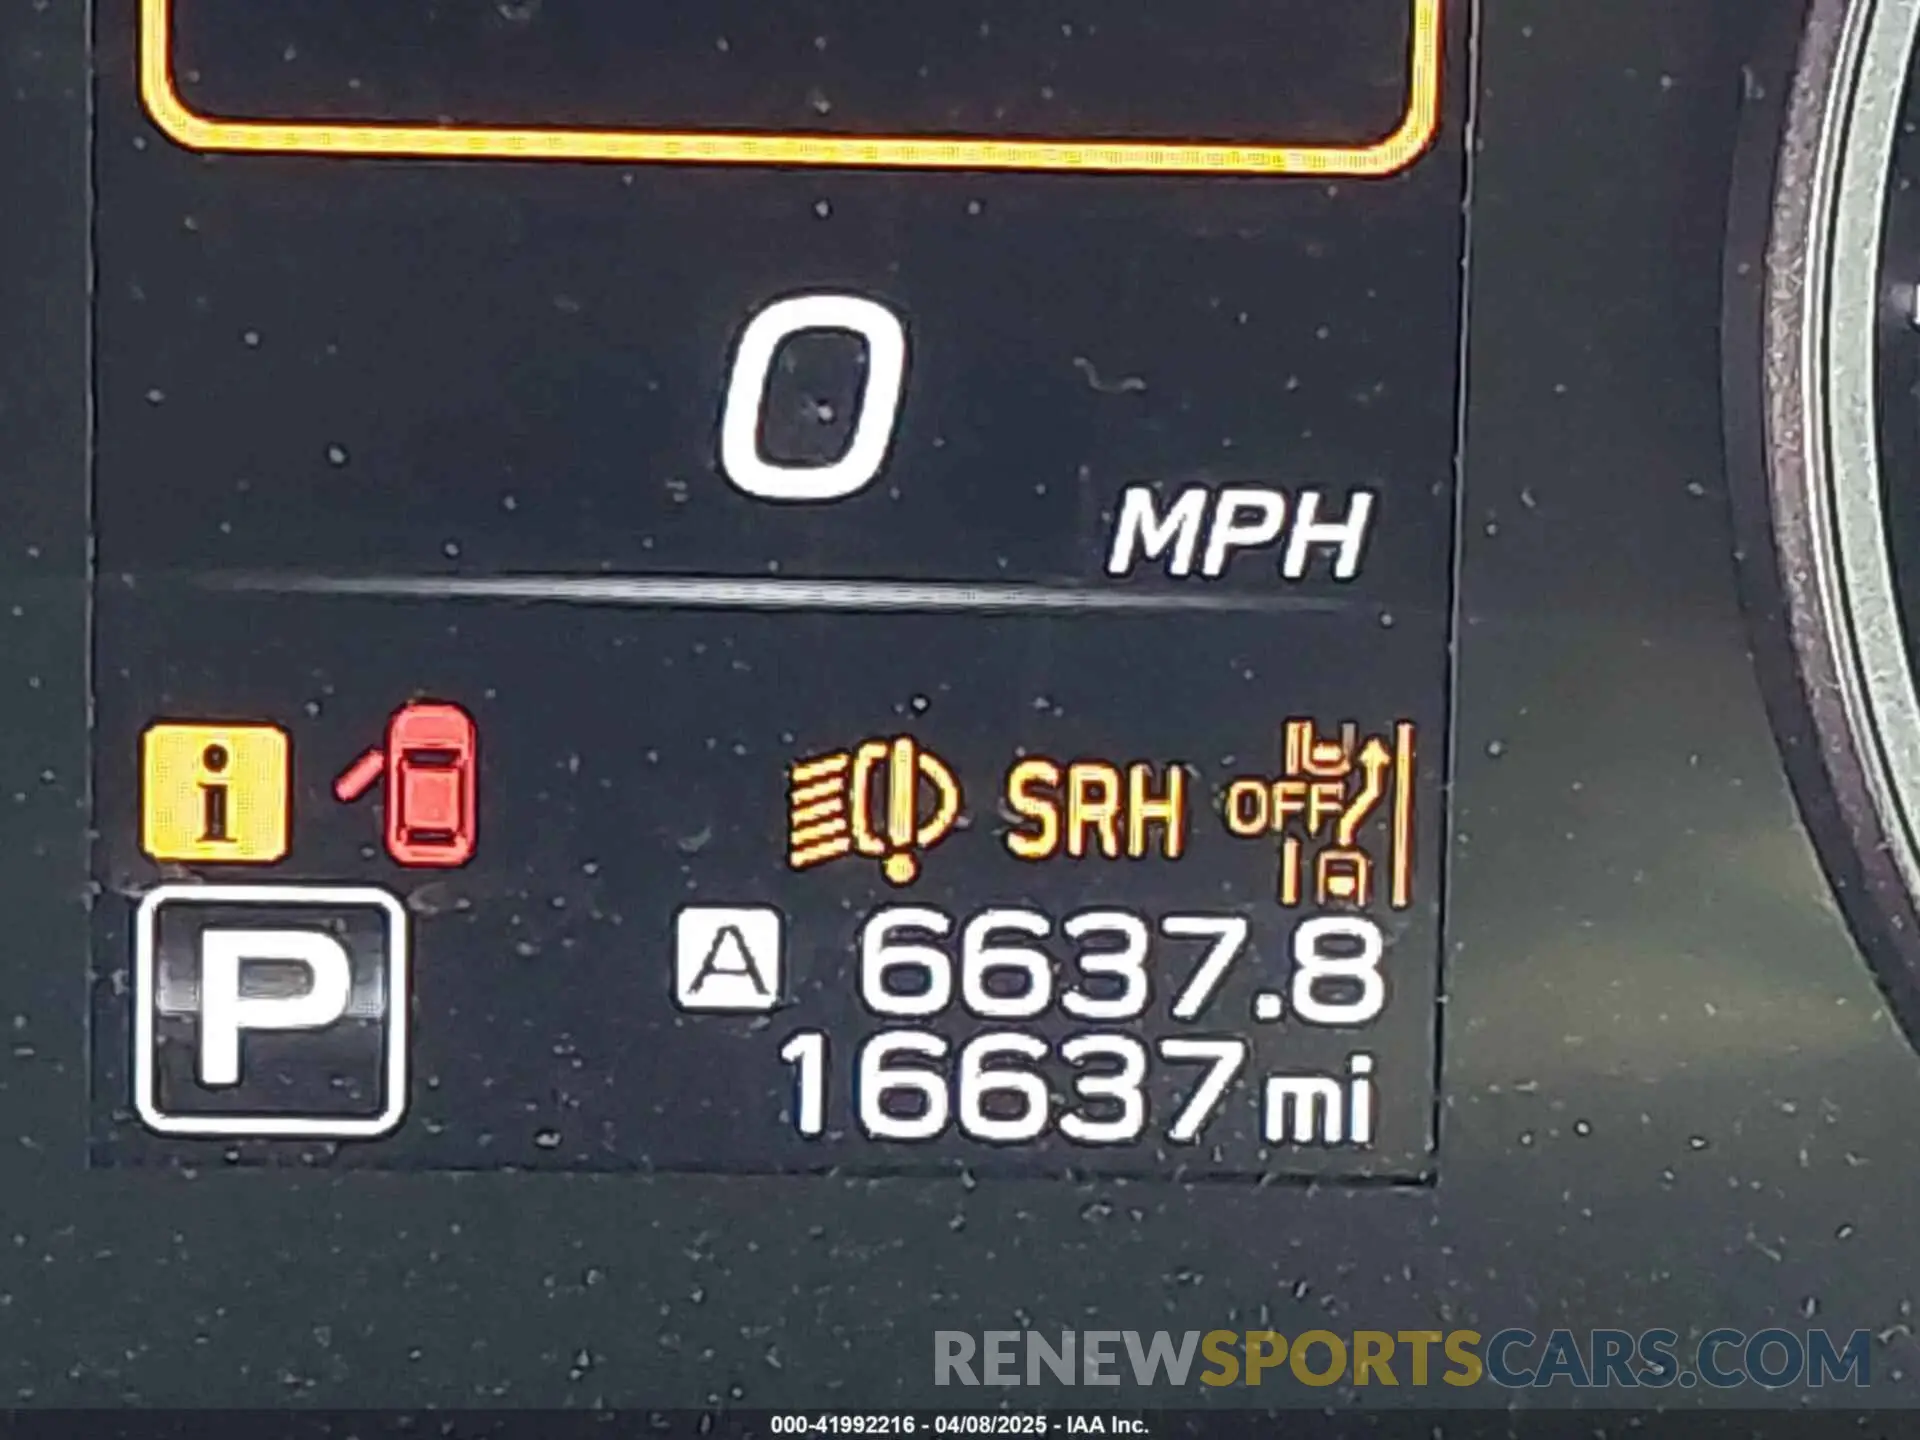 0
MPH
i
SRH
OFF
P
A 6637.8
16637 mi
RENEWSPORTSCARS.COM
000-41992216 - 04/08/2025 - IAA Inc.